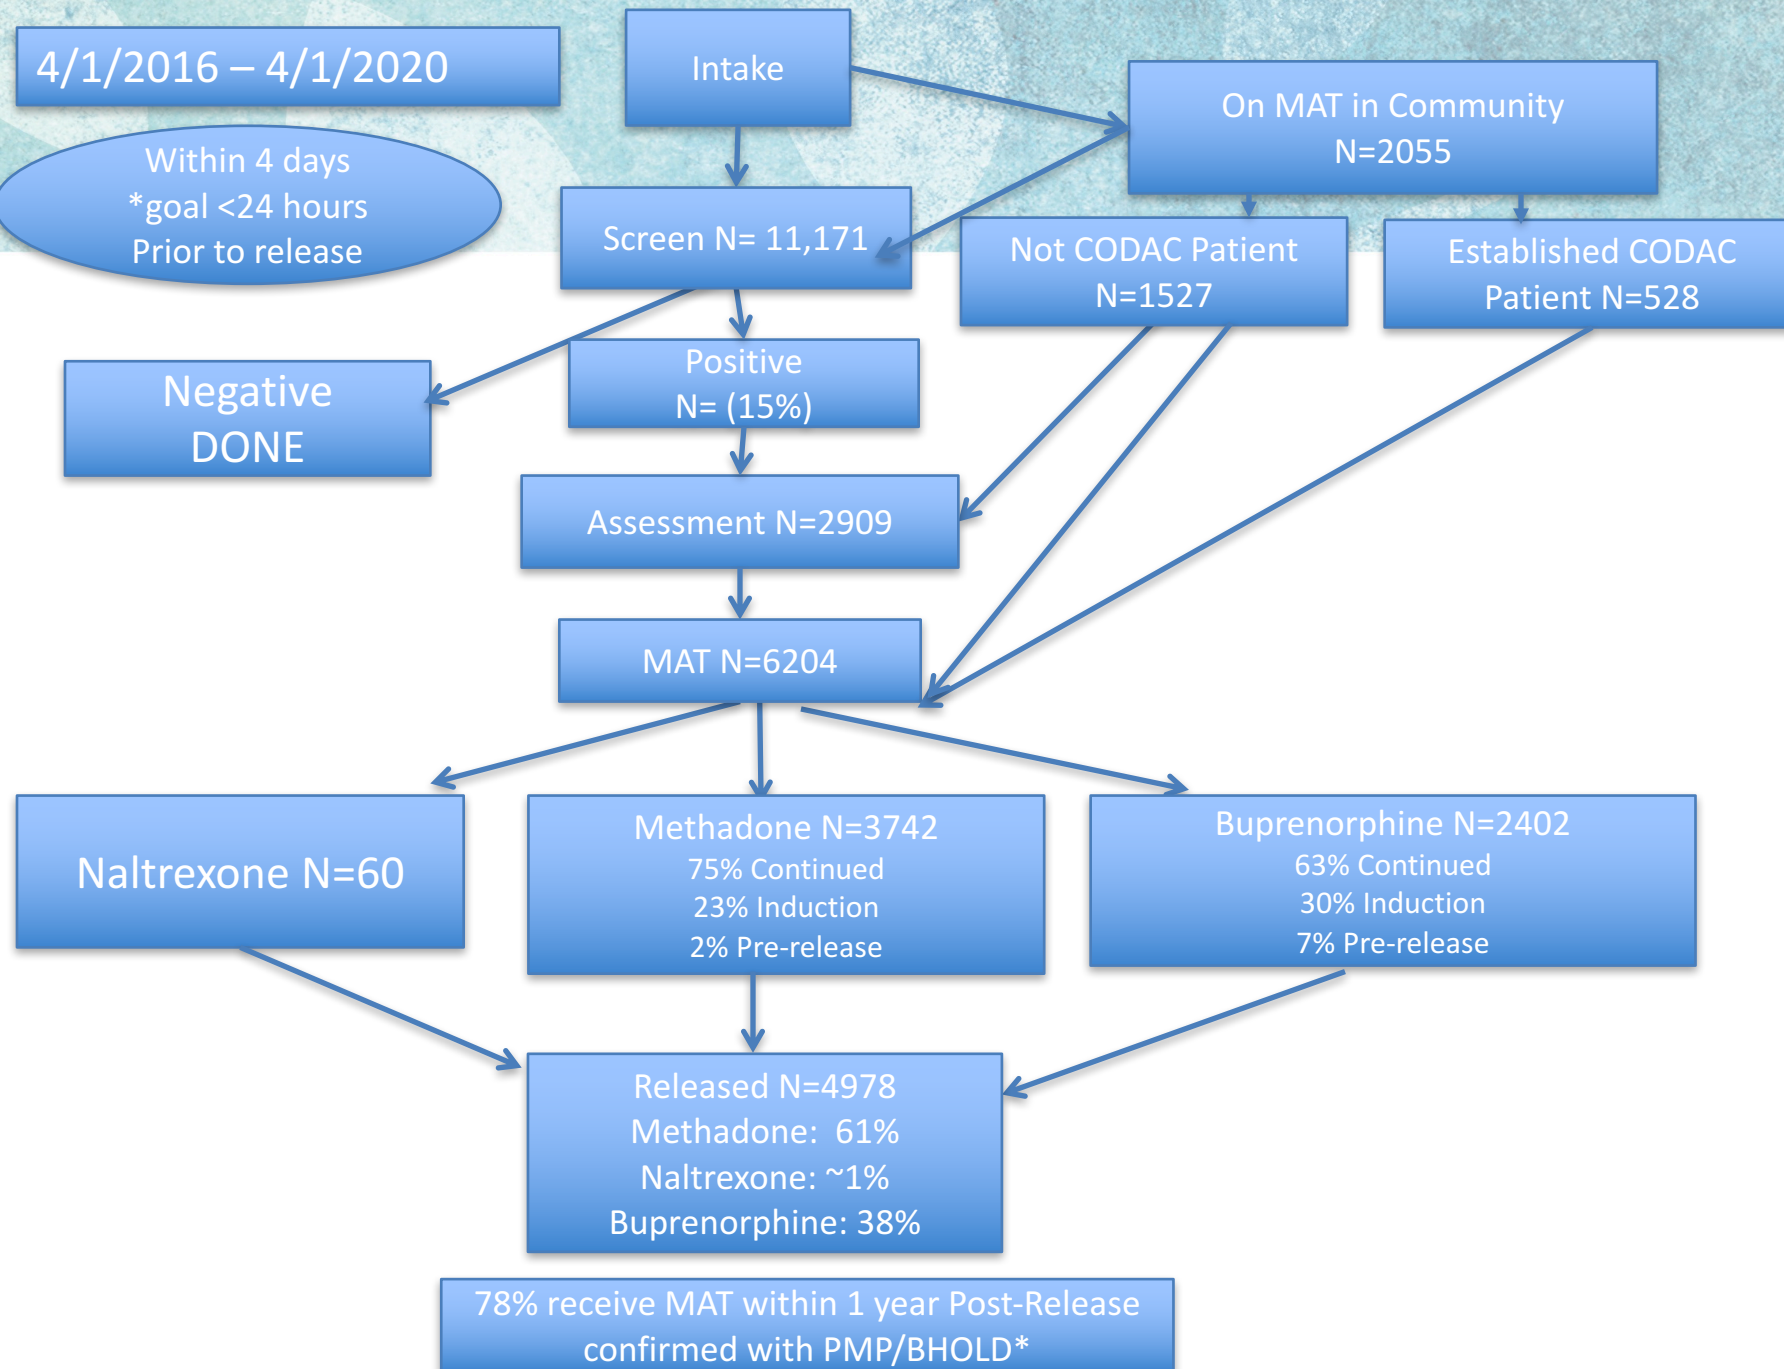 4/1/2016 – 4/1/2020
Intake
On MAT in Community
N=2055
Within 4 days
*goal <24 hours
Prior to release
Screen N= 11,171
Not CODAC Patient
N=1527
Established CODAC
Patient N=528
Negative
DONE
Positive
N= (15%)
Assessment N=2909
MAT N=6204
Naltrexone N=60
Methadone N=3742
75% Continued
23% Induction
2% Pre-release
Buprenorphine N=2402
63% Continued
30% Induction
7% Pre-release
Released N=4978
Methadone: 61%
Naltrexone: ~1%
Buprenorphine: 38%
78% receive MAT within 1 year Post-Release
confirmed with PMP/BHOLD*